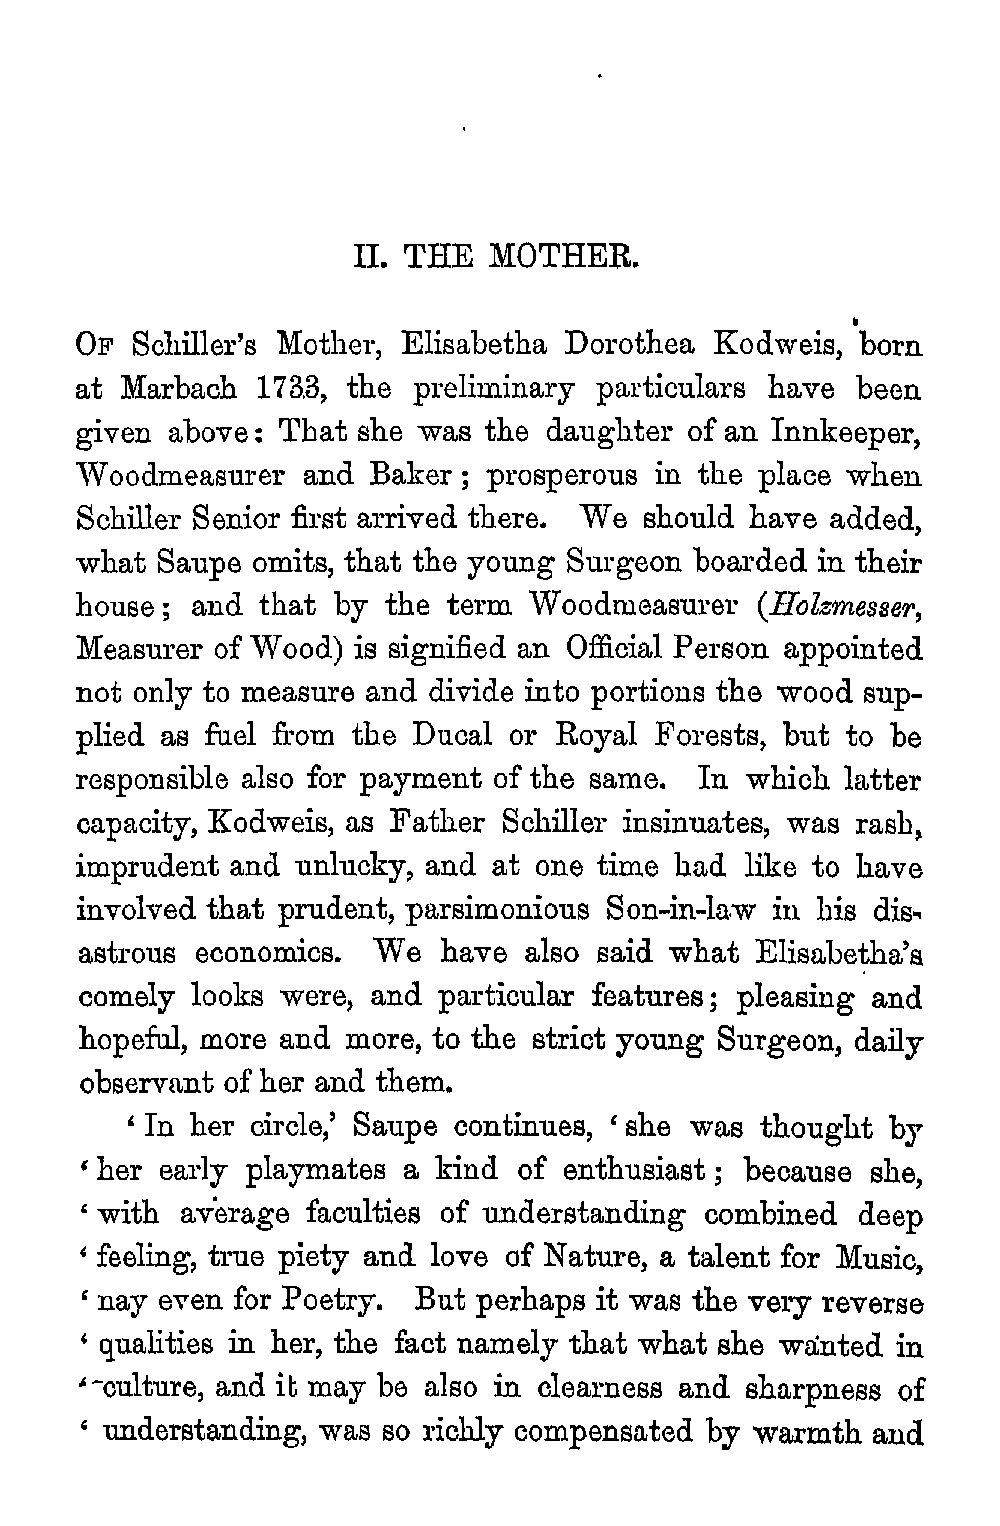 II. THE MOTHER.
OF Schiller's Mother, Elisabetha Dorothea Kodweis, born
at Marbach 1733, the preliminary particulars have been
given above: That she was the daughter of an Innkeeper,
Woodmeasurer and Baker; prosperous in the place when
Schiller Senior first arrived there. We should have added,
what Saupe omits, that the young Surgeon boarded in their
house; and that by the term Woodmeasurer (Holzmesser,
Measurer of Wood) is signified an Official Person appointed
not only to measure and divide into portions the wood sup-
plied as fuel from the Ducal or Royal Forests, but to be
responsible also for payment of the same. In which latter
capacity, Kodweis, as Father Schiller insinuates, was rash,
imprudent and unlucky, and at one time had like to have
involved that prudent, parsimonious Son-in-law in his dis-
astrous economics. We have also said what Elisabetha's
comely looks were, and particular features; pleasing and
hopeful, more and more, to the strict young Surgeon, daily
observant of her and them.
‘ In her circle,’ Saupe continues, ‘ she was thought by
‘ her early playmates a kind of enthusiast; because she,
‘ with average faculties of understanding combined deep
‘ feeling, true piety and love of Nature, a talent for Music,
‘ nay even for Poetry. But perhaps it was the very reverse
‘ qualities in her, the fact namely that what she wanted in
‘ culture, and it may be also in clearness and sharpness of
‘ understanding, was so richly compensated by warmth and